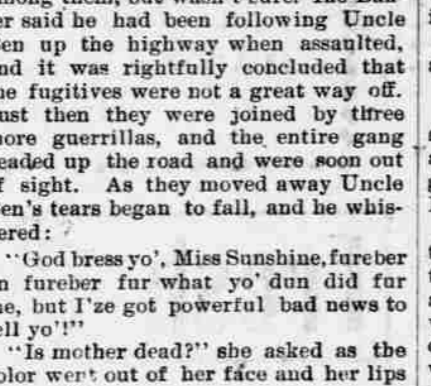 er said he had been following Uncle
en up the highway when assaulted,
nd it was rightfully concluded that
he fugitives were not a great way off.
ust then they were joined by three
ore guerrillas, and the entire gang
eaded up the road and were soon out
f sight. As they moved away Uncle
en's tears began to fall, and he whis-
ered:
"God bress yo', Miss Sunshine, fureber
n fureber fur what yo' dun did fur
e, but I'ze got powerful bad news to
ell yo'!"
"Is mother dead?" she asked as the
olor went out of her face and her lips